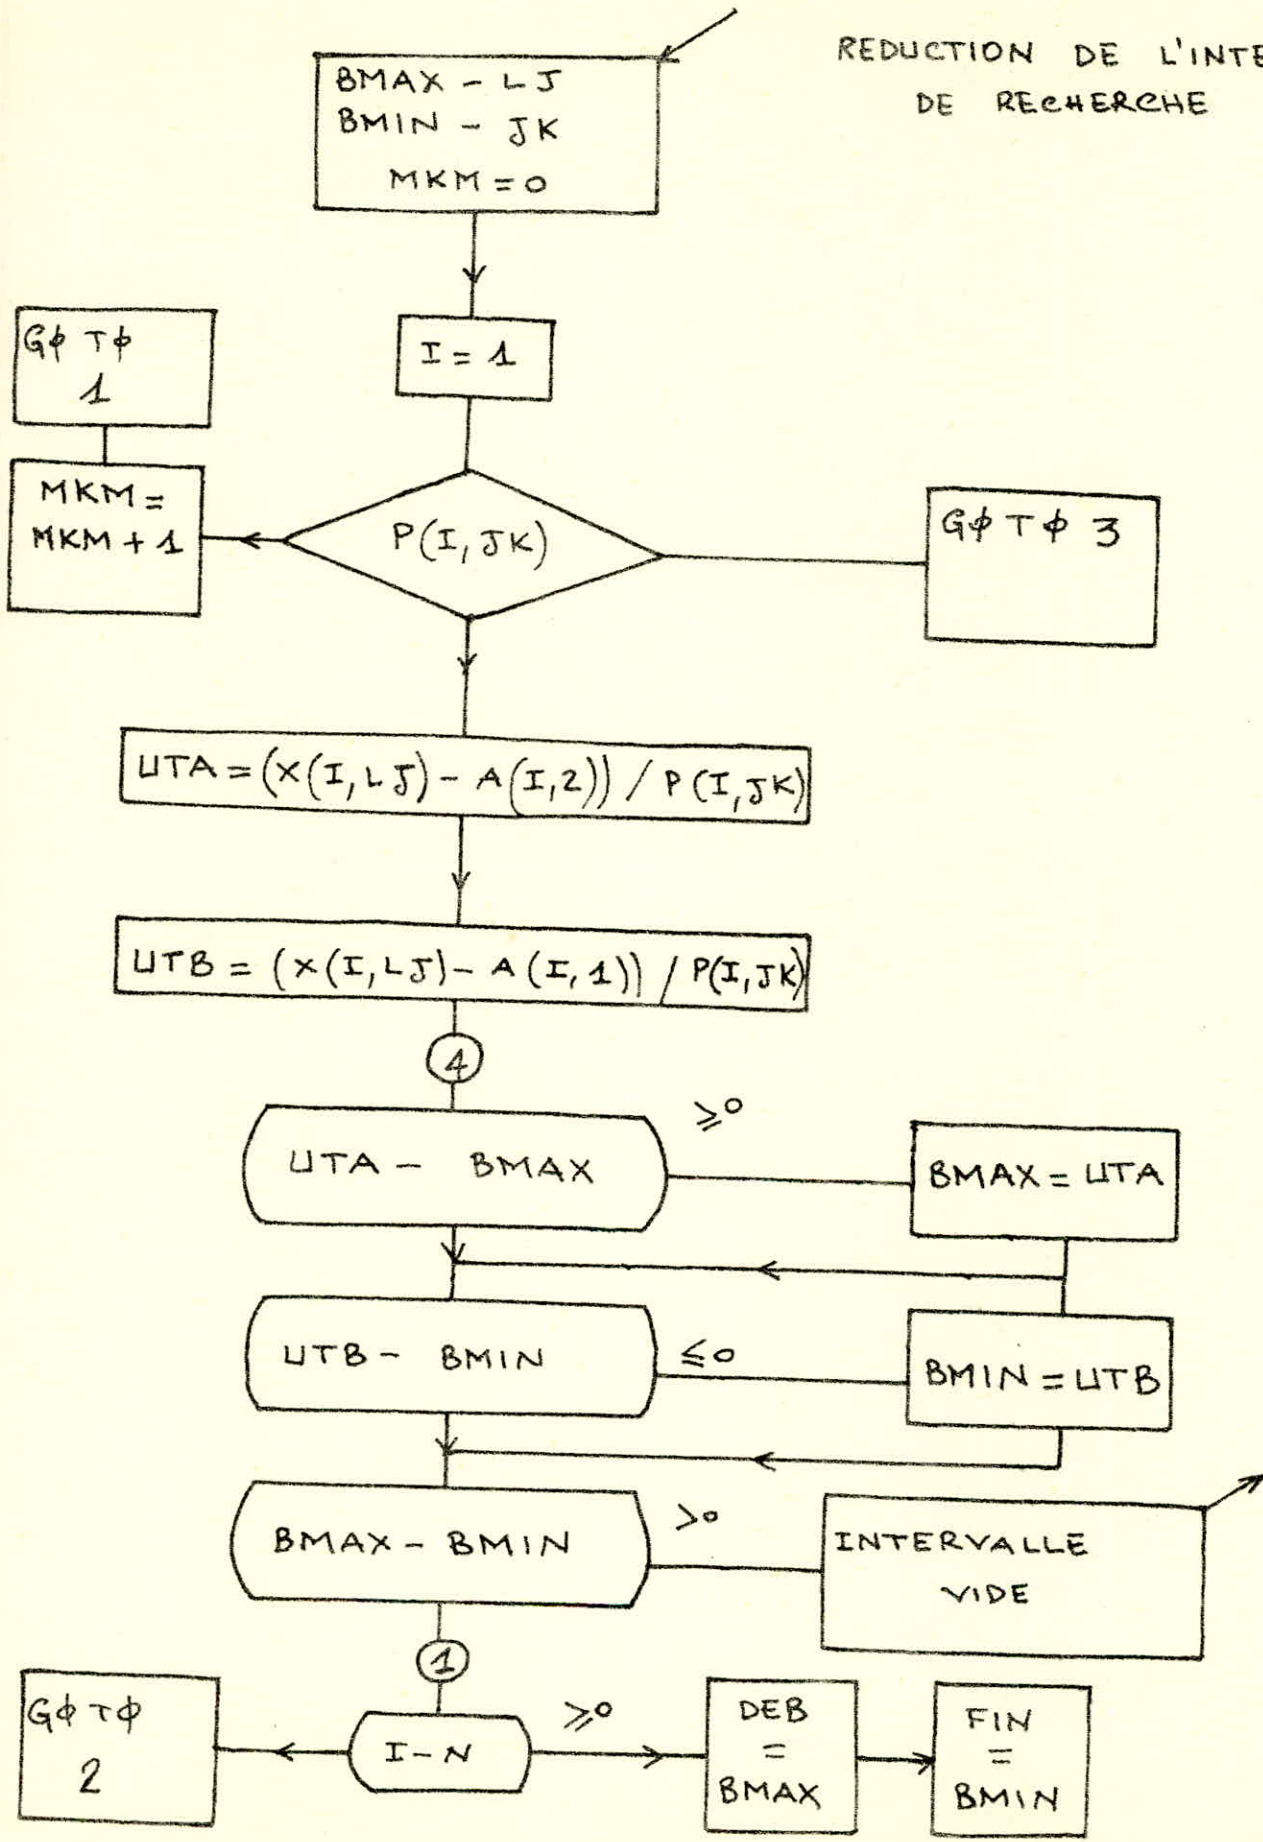 REDUCTION DE L'INTE
DE RECHERCHE
BMAX - LJ
BMIN - JK
MKM = 0
I = 1
Gϕ Tϕ
1
MKM =
MKM + 1
P(I, JK)
Gϕ Tϕ 3
UTA = (X(I, LJ) - A(I,2)) / P(I,JK)
UTB = (X(I, LJ) - A(I,1)) / P(I,JK)
4
UTA - BMAX
≥0
BMAX = UTA
UTB - BMIN
≤0
BMIN = UTB
BMAX - BMIN
>0
INTERVALLE
VIDE
1
Gϕ Tϕ
2
I - N
≥0
DEB
=
BMAX
FIN
=
BMIN